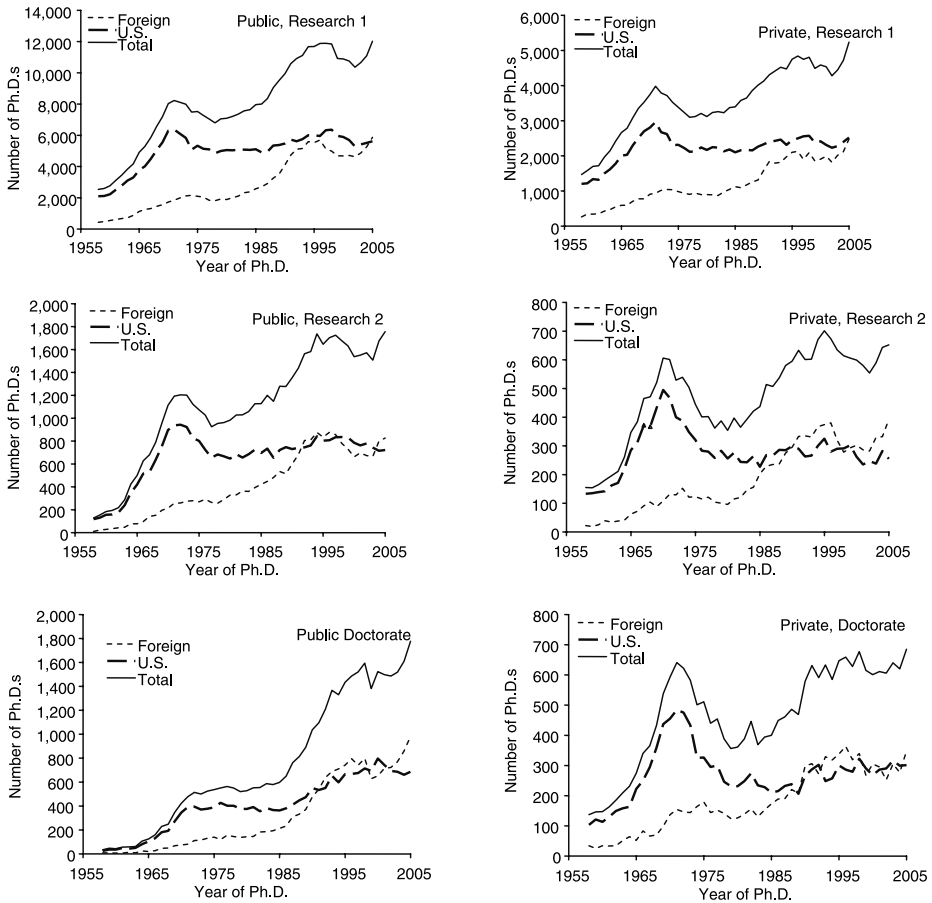 Foreign
U.S.
Total
Public, Research 1
14,000
12,000
10,000
8,000
6,000
4,000
2,000
0
Number of Ph.D.s
1955 1965 1975 1985 1995 2005
Year of Ph.D.
Foreign
U.S.
Total
Private, Research 1
6,000
5,000
4,000
3,000
2,000
1,000
0
Number of Ph.D.s
1955 1965 1975 1985 1995 2005
Year of Ph.D.
Foreign
U.S.
Total
Public, Research 2
2,000
1,800
1,600
1,400
1,200
1,000
800
600
400
200
0
Number of Ph.D.s
1955 1965 1975 1985 1995 2005
Year of Ph.D.
Foreign
U.S.
Total
Private, Research 2
800
700
600
500
400
300
200
100
0
Number of Ph.D.s
1955 1965 1975 1985 1995 2005
Year of Ph.D.
Foreign
U.S.
Total
Public Doctorate
2,000
1,800
1,600
1,400
1,200
1,000
800
600
400
200
0
Number of Ph.D.s
1955 1965 1975 1985 1995 2005
Year of Ph.D.
Foreign
U.S.
Total
Private, Doctorate
800
700
600
500
400
300
200
100
0
Number of Ph.D.s
1955 1965 1975 1985 1995 2005
Year of Ph.D.